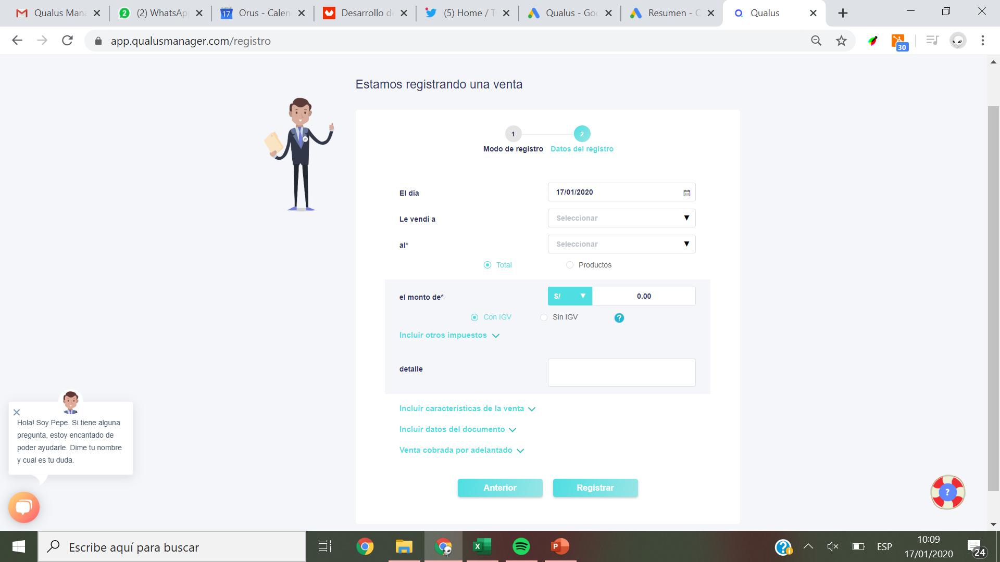 Qualus Mana
(2) WhatsApp
Orus - Calen
Desarrollo de
(5) Home / T
Qualus - Goo
Resumen - C
Qualus
app.qualusmanager.com/registro
30
Estamos registrando una venta
1
2
Modo de registro
Datos del registro
El día
17/01/2020
Le vendí a
Seleccionar
al*
Seleccionar
Total
Productos
el monto de*
S/
0.00
Con IGV
Sin IGV
?
Incluir otros impuestos
detalle
Incluir características de la venta
Incluir datos del documento
Venta cobrada por adelantado
Anterior
Registrar
Hola! Soy Pepe. Si tiene alguna
pregunta, estoy encantado de
poder ayudarle. Dime tu nombre
y cual es tu duda.
?
Escribe aquí para buscar
ESP
10:09
17/01/2020
24